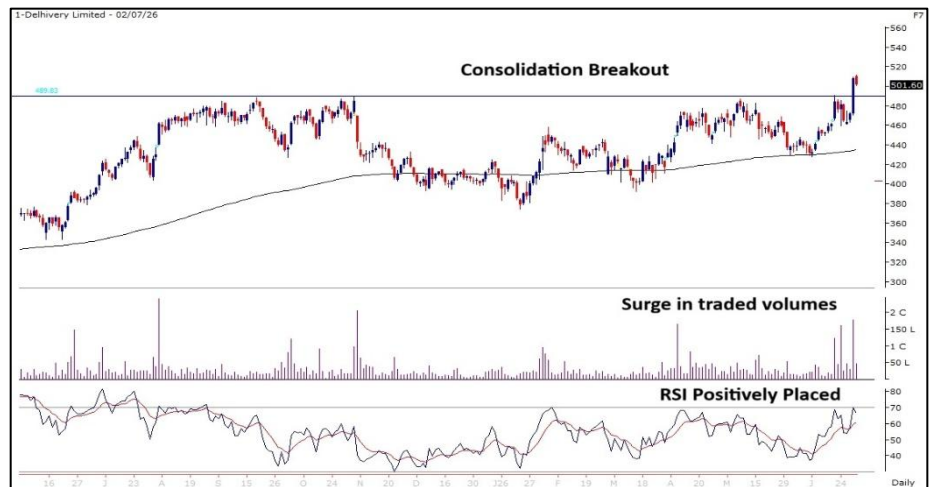 1-Delhivery Limited - 02/07/26
F7
560
540
Consolidation Breakout
520
489.83
501.60
480
460
440
420
400
380
360
340
320
300
Surge in traded volumes
2 C
150 L
1 C
50 L
RSI Positively Placed
80
70
60
50
40
16 27 J 23 A S 15 26 O 24 N 20 D 16 30 J26 27 F 19 M 18 A 20 M 15 29 J 24 Daily